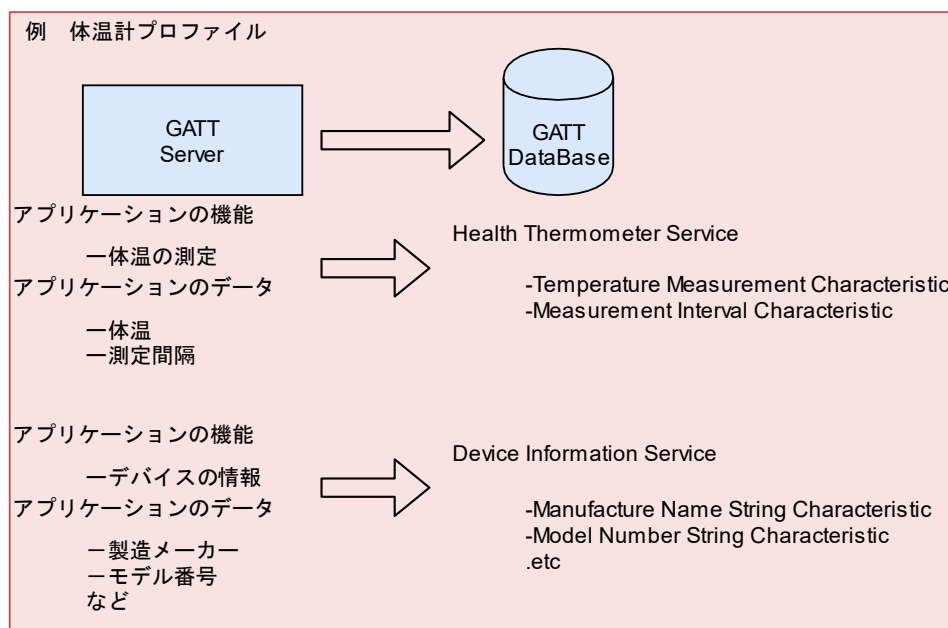 例　体温計プロファイル
GATT
Server
GATT
DataBase
アプリケーションの機能
ー体温の測定
アプリケーションのデータ
ー体温
ー測定間隔
Health Thermometer Service
-Temperature Measurement Characteristic
-Measurement Interval Characteristic
アプリケーションの機能
ーデバイスの情報
アプリケーションのデータ
－製造メーカー
－モデル番号
など
Device Information Service
-Manufacture Name String Characteristic
-Model Number String Characteristic
.etc